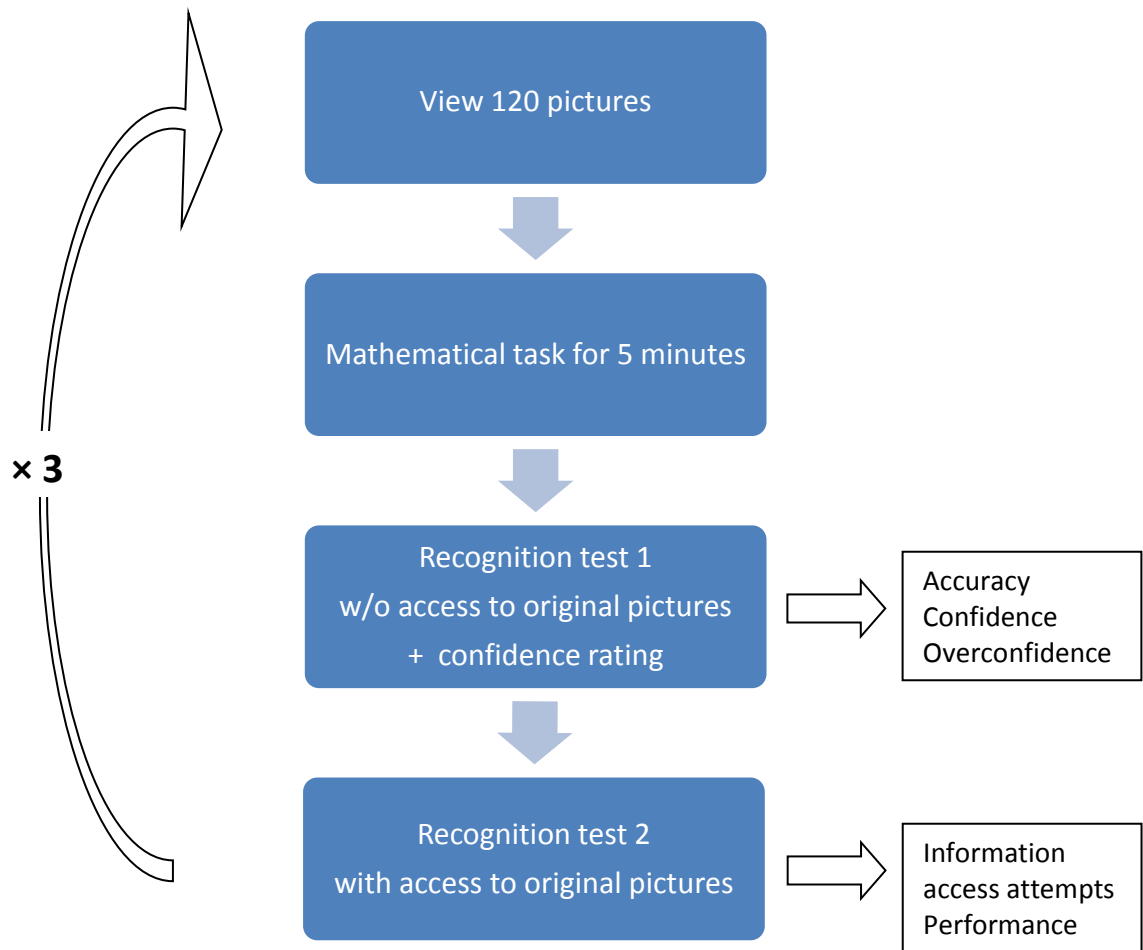 View 120 pictures
Mathematical task for 5 minutes
× 3
Recognition test 1
w/o access to original pictures
+ confidence rating
Accuracy
Confidence
Overconfidence
Recognition test 2
with access to original pictures
Information
access attempts
Performance